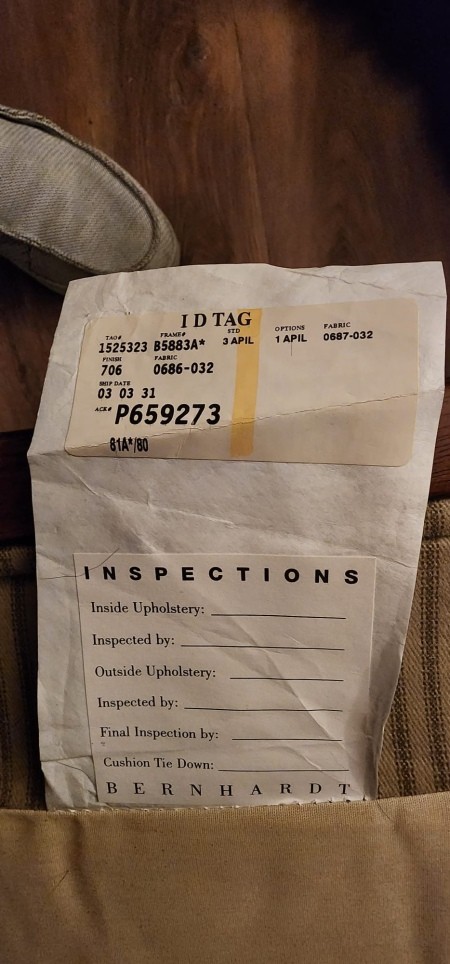 ID TAG
TAG# FRAME# STD OPTIONS FABRIC
1525323 B5883A* 3 APIL 1 APIL 0687-032
FINISH FABRIC
706 0686-032
SHIP DATE
03 03 31
ACK# P659273
81A*/80
INSPECTIONS
Inside Upholstery:
Inspected by:
Outside Upholstery:
Inspected by:
Final Inspection by:
Cushion Tie Down:
BERNHARDT